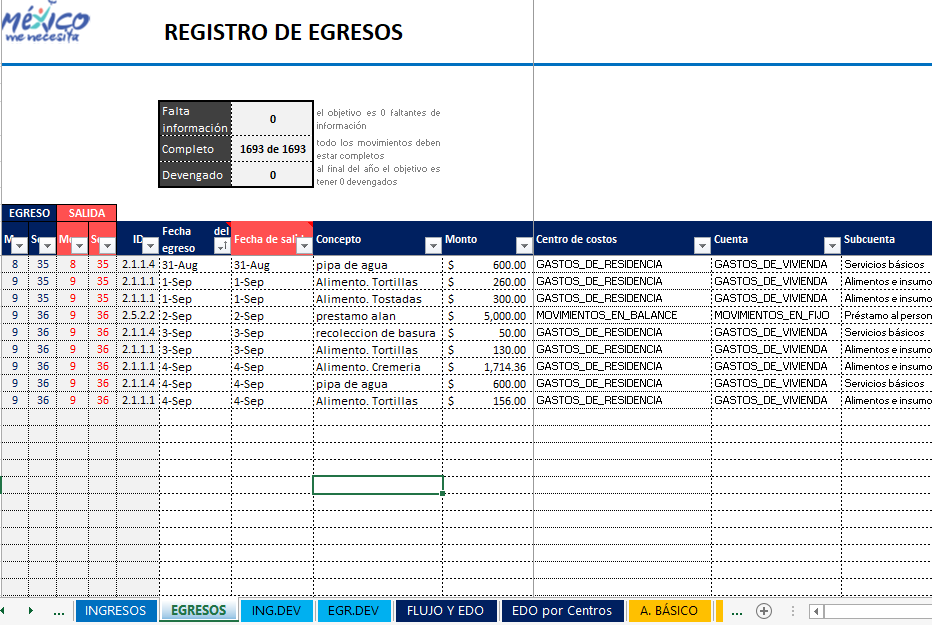 MéXICO
me necesita
REGISTRO DE EGRESOS
Falta información 0 el objetivo es 0 faltantes de información
Completo 1693 de 1693 todo los movimientos deben estar completos
Devengado 0 al final del año el objetivo es tener 0 devengados
EGRESO SALIDA
ID Fecha del egreso Fecha de sali Concepto Monto Centro de costos Cuenta Subcuenta
8 35 8 35 2.1.1.4 31-Aug 31-Aug pipa de agua $ 600.00 GASTOS_DE_RESIDENCIA GASTOS_DE_VIVIENDA Servicios básicos
9 35 9 35 2.1.1.1 1-Sep 1-Sep Alimento. Tortillas $ 260.00 GASTOS_DE_RESIDENCIA GASTOS_DE_VIVIENDA Alimentos e insumo
9 35 9 35 2.1.1.1 1-Sep 1-Sep Alimento. Tostadas $ 300.00 GASTOS_DE_RESIDENCIA GASTOS_DE_VIVIENDA Alimentos e insumo
9 36 9 36 2.5.2.2 2-Sep 2-Sep prestamo alan $ 5,000.00 MOVIMIENTOS_EN_BALANCE MOVIMIENTOS_EN_FIJO Préstamo al person
9 36 9 36 2.1.1.4 3-Sep 3-Sep recoleccion de basura $ 50.00 GASTOS_DE_RESIDENCIA GASTOS_DE_VIVIENDA Servicios básicos
9 36 9 36 2.1.1.1 3-Sep 3-Sep Alimento. Tortillas $ 130.00 GASTOS_DE_RESIDENCIA GASTOS_DE_VIVIENDA Alimentos e insumo
9 36 9 36 2.1.1.1 4-Sep 4-Sep Alimento. Cremeria $ 1,714.36 GASTOS_DE_RESIDENCIA GASTOS_DE_VIVIENDA Alimentos e insumo
9 36 9 36 2.1.1.4 4-Sep 4-Sep pipa de agua $ 600.00 GASTOS_DE_RESIDENCIA GASTOS_DE_VIVIENDA Servicios básicos
9 36 9 36 2.1.1.1 4-Sep 4-Sep Alimento. Tortillas $ 156.00 GASTOS_DE_RESIDENCIA GASTOS_DE_VIVIENDA Alimentos e insumo
... INGRESOS EGRESOS ING.DEV EGR.DEV FLUJO Y EDO EDO por Centros A. BÁSICO ...